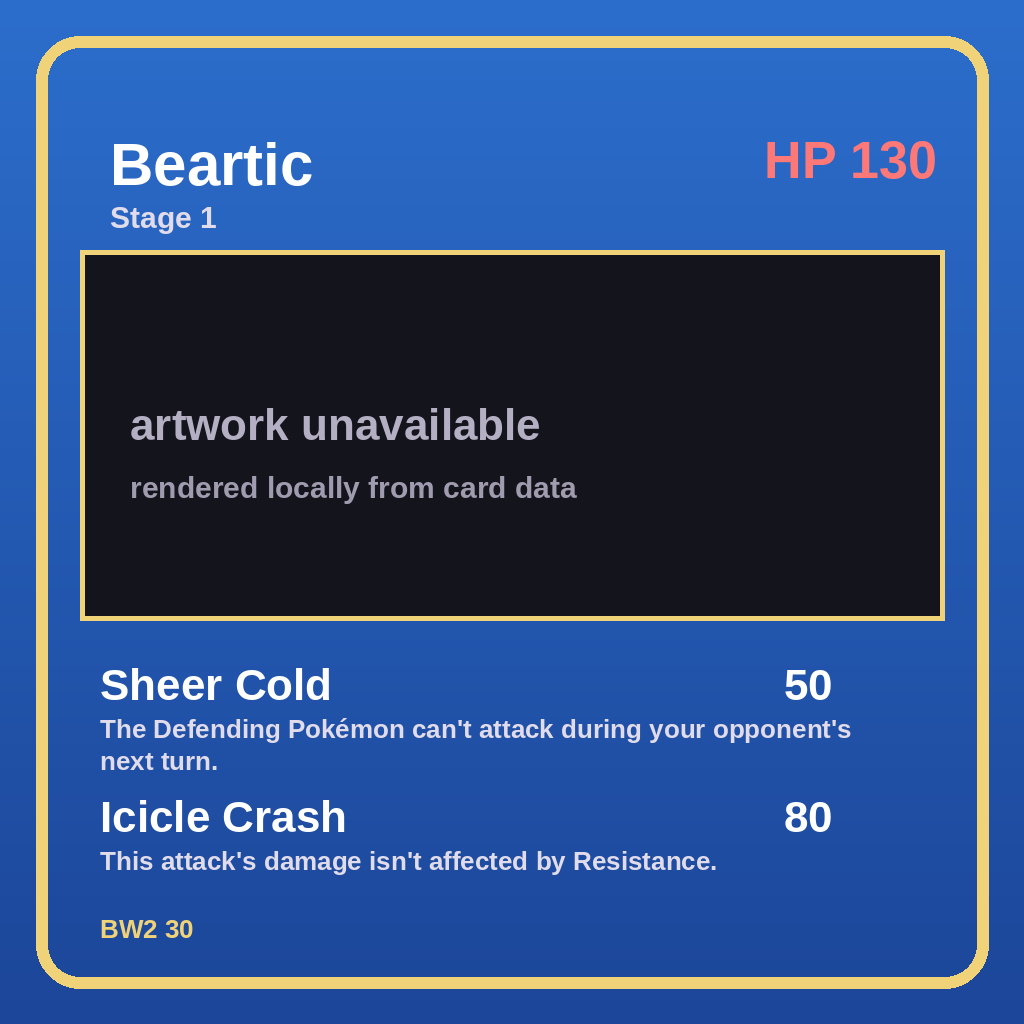 Beartic
HP 130
Stage 1
artwork unavailable
rendered locally from card data
Sheer Cold 50
The Defending Pokémon can't attack during your opponent's
next turn.
Icicle Crash 80
This attack's damage isn't affected by Resistance.
BW2 30